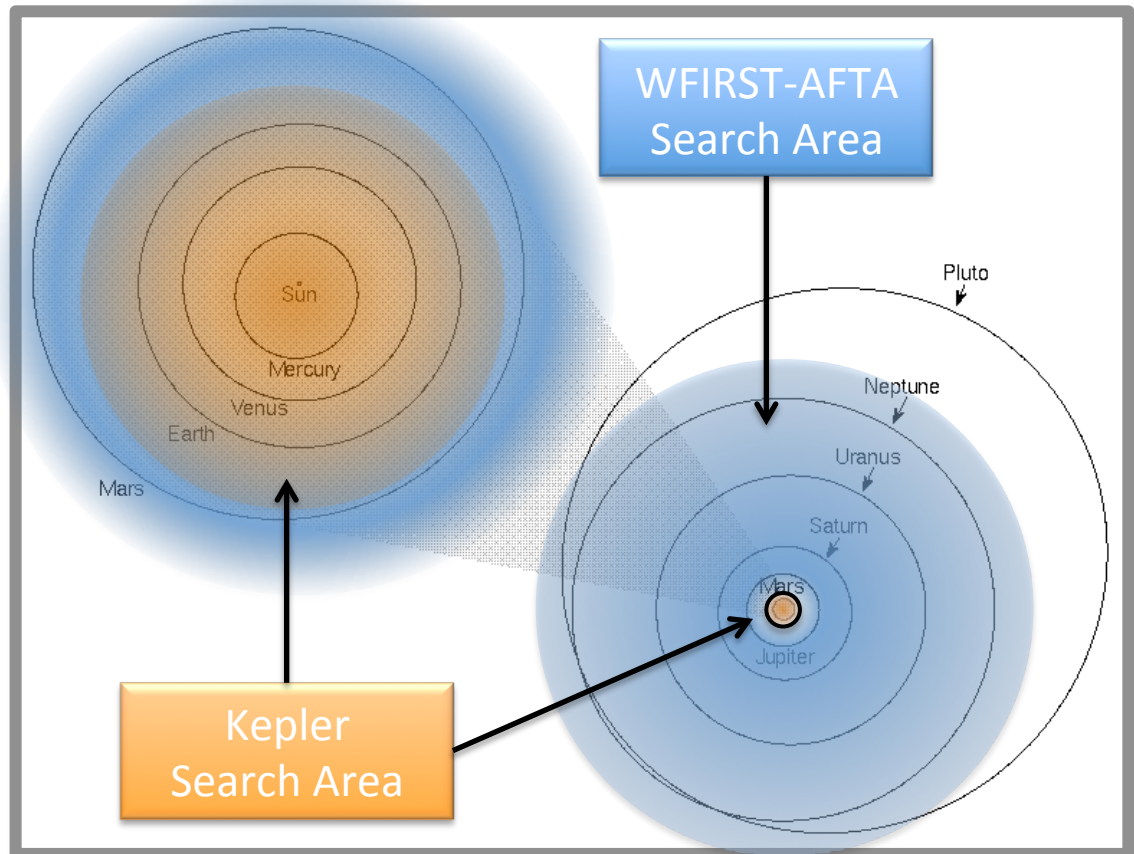 WFIRST-AFTA
Search Area
Sun
Mercury
Venus
Earth
Mars
Pluto
Neptune
Uranus
Saturn
Mars
Jupiter
Kepler
Search Area